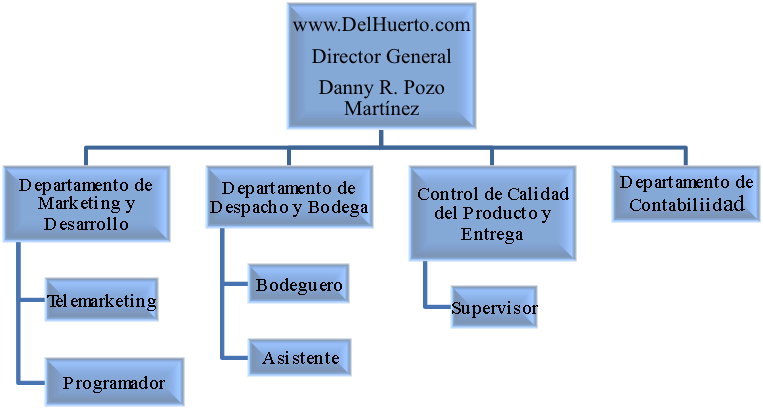 www.DelHuerto.com
Director General
Danny R. Pozo
Martínez
Departamento de
Marketing y
Desarrollo
Departamento de
Despacho y Bodega
Control de Calidad
del Producto y
Entrega
Departamento de
Contabiliidad
Telemarketing
Programador
Bodeguero
Asistente
Supervisor